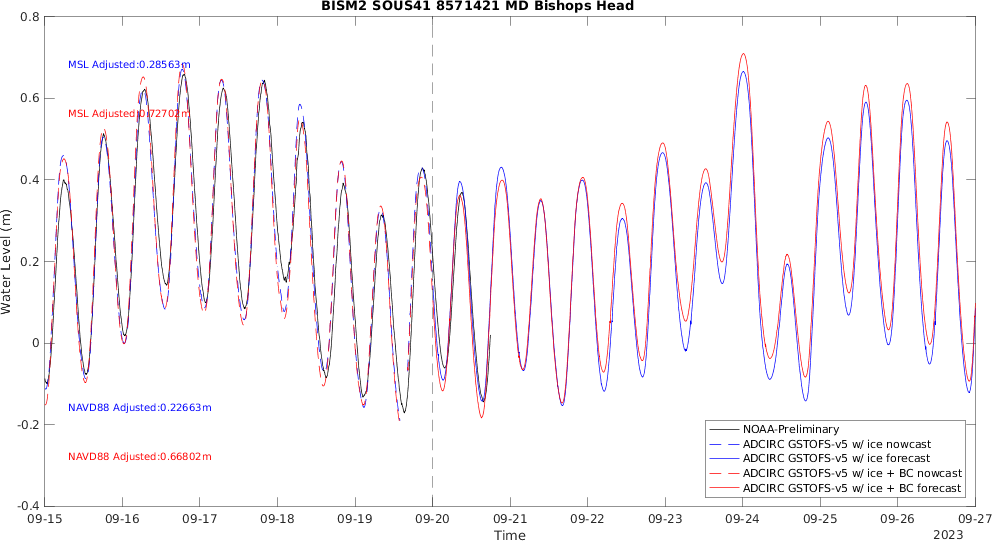 BISM2 SOUS41 8571421 MD Bishops Head
0.8
0.6
0.4
0.2
0
-0.2
-0.4
Water Level (m)
MSL Adjusted:0.28563m
MSL Adjusted:0.72702m
NAVD88 Adjusted:0.22663m
NAVD88 Adjusted:0.66802m
NOAA-Preliminary
ADCIRC GSTOFS-v5 w/ ice nowcast
ADCIRC GSTOFS-v5 w/ ice forecast
ADCIRC GSTOFS-v5 w/ ice + BC nowcast
ADCIRC GSTOFS-v5 w/ ice + BC forecast
09-15 09-16 09-17 09-18 09-19 09-20 09-21 09-22 09-23 09-24 09-25 09-26 09-27
Time
2023